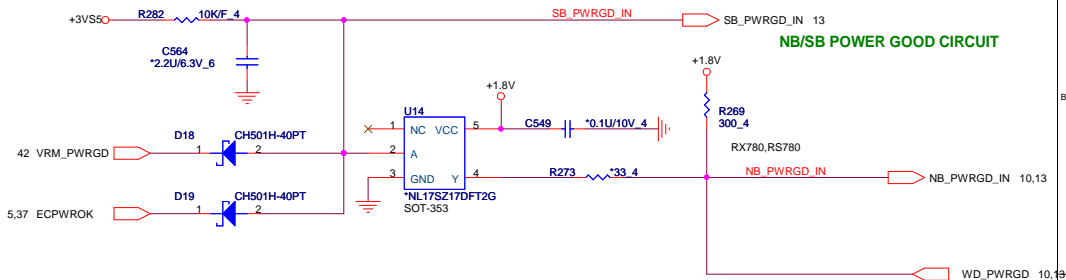 +3VS5
R282
10K/F_4
SB_PWRGD_IN
SB_PWRGD_IN 13
NB/SB POWER GOOD CIRCUIT
C564
*2.2U/6.3V_6
+1.8V
+1.8V
U14
R269
300_4
B
1 NC VCC 5
C549
*0.1U/10V_4
RX780,RS780
D18
CH501H-40PT
42 VRM_PWRGD
1
2
2 A
3 GND Y 4
R273
*33_4
NB_PWRGD_IN
NB_PWRGD_IN 10,13
D19
CH501H-40PT
*NL17SZ17DFT2G
SOT-353
5,37 ECPWROK
1
2
WD_PWRGD 10,13